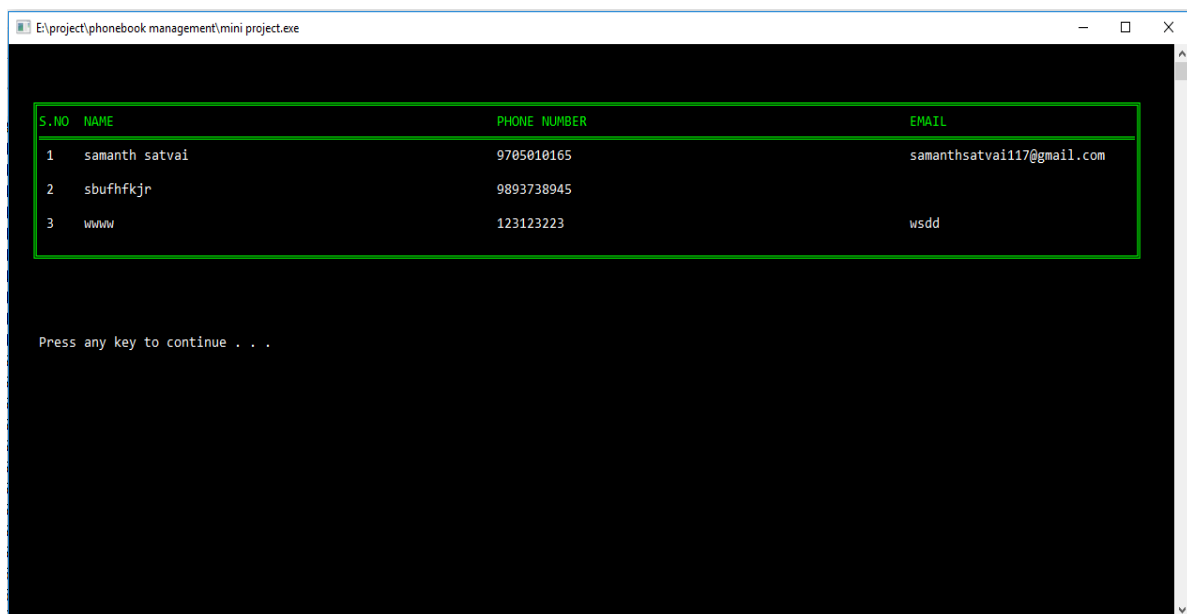 E:\project\phonebook management\mini project.exe
S.NO NAME PHONE NUMBER EMAIL
1 samanth satvai 9705010165 samanthsatvai117@gmail.com
2 sbufhfkjr 9893738945
3 wwww 123123223 wsdd
Press any key to continue . . .